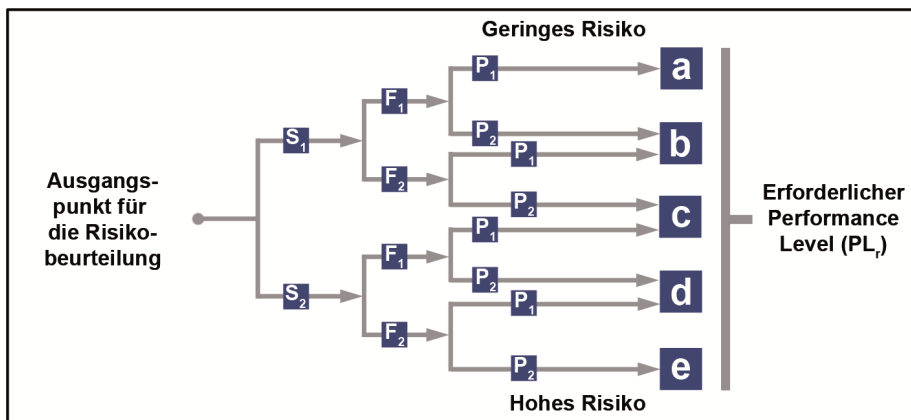 Geringes Risiko
P1
a
F1
S1
P2
b
P1
F2
Ausgangs-
punkt für
die Risiko-
beurteilung
P2
c
P1
F1
Erforderlicher
Performance
Level (PLr)
S2
P2
d
P1
F2
P2
e
Hohes Risiko